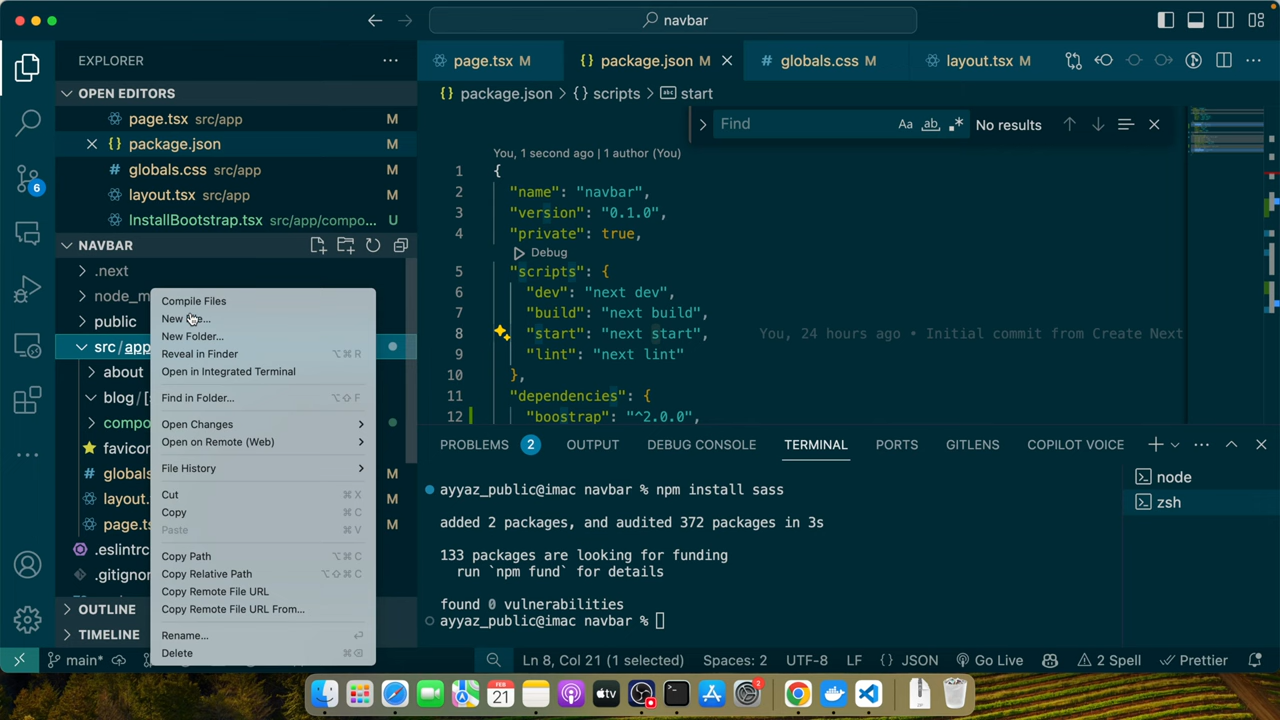 navbar
EXPLORER
OPEN EDITORS
page.tsx src/app M
package.json M
globals.css src/app M
layout.tsx src/app M
InstallBootstrap.tsx src/app/compo... U
NAVBAR
.next
node_m
public
src/app
about
blog/[
compo
favico
globals M
layout. M
page.ts M
.eslintrc
.gitignor
OUTLINE
TIMELINE
6
Compile Files
New
New Folder...
Reveal in Finder ⌥⌘R
Open in Integrated Terminal
Find in Folder... ⌥⇧F
Open Changes
Open on Remote (Web)
File History
Cut ⌘X
Copy ⌘C
Paste ⌘V
Copy Path ⌥⌘C
Copy Relative Path ⌥⇧⌘C
Copy Remote File URL
Copy Remote File URL From...
Rename...
Delete
page.tsx M
{} package.json M
# globals.css M
layout.tsx M
package.json > {} scripts > abc start
Find Aa ab .* No results
You, 1 second ago | 1 author (You)
1 {
2 "name": "navbar",
3 "version": "0.1.0",
4 "private": true,
Debug
5 "scripts": {
6 "dev": "next dev",
7 "build": "next build",
8 "start": "next start", You, 24 hours ago • Initial commit from Create Next
9 "lint": "next lint"
10 },
11 "dependencies": {
12 "boostrap": "^2.0.0",
PROBLEMS 2 OUTPUT DEBUG CONSOLE TERMINAL PORTS GITLENS COPILOT VOICE
ayyaz_public@imac navbar % npm install sass
added 2 packages, and audited 372 packages in 3s
133 packages are looking for funding
run `npm fund` for details
found 0 vulnerabilities
ayyaz_public@imac navbar %
node
zsh
main* Ln 8, Col 21 (1 selected) Spaces: 2 UTF-8 LF {} JSON Go Live 2 Spell Prettier
FEB
21
tv
2